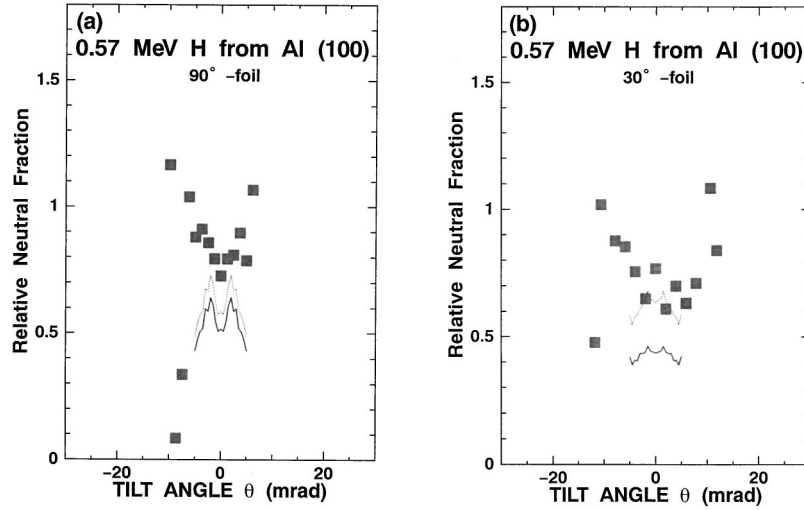 (a)
0.57 MeV H from Al (100)
90° -foil
1.5
1
0.5
0
Relative Neutral Fraction
-20 0 20
TILT ANGLE θ (mrad)
(b)
0.57 MeV H from Al (100)
30° -foil
1.5
1
0.5
0
Relative Neutral Fraction
-20 0 20
TILT ANGLE θ (mrad)